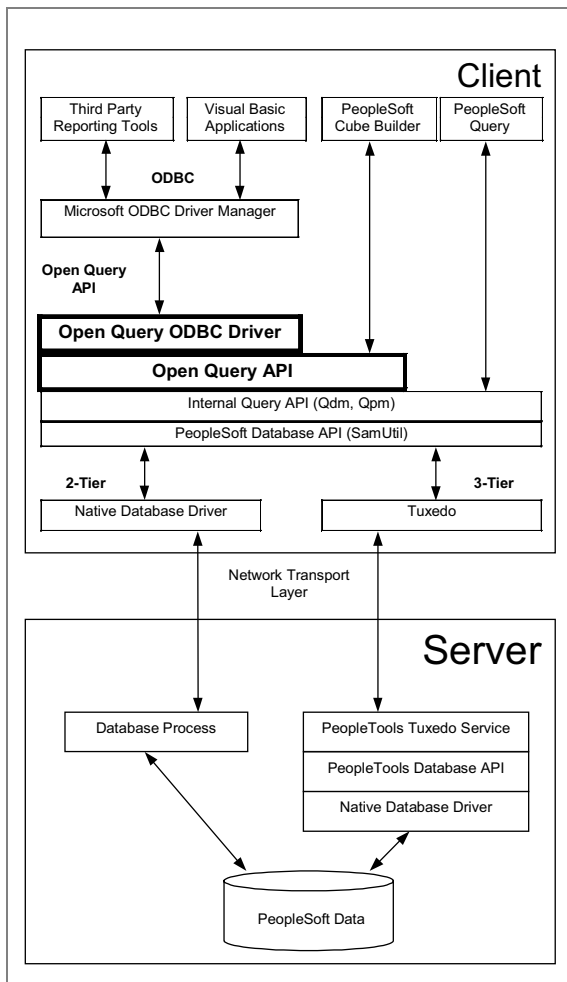 Client
Third Party
Reporting Tools
Visual Basic
Applications
PeopleSoft
Cube Builder
PeopleSoft
Query
ODBC
Microsoft ODBC Driver Manager
Open Query
API
Open Query ODBC Driver
Open Query API
Internal Query API (Qdm, Qpm)
PeopleSoft Database API (SamUtil)
2-Tier
3-Tier
Native Database Driver
Tuxedo
Network Transport
Layer
Server
Database Process
PeopleTools Tuxedo Service
PeopleTools Database API
Native Database Driver
PeopleSoft Data